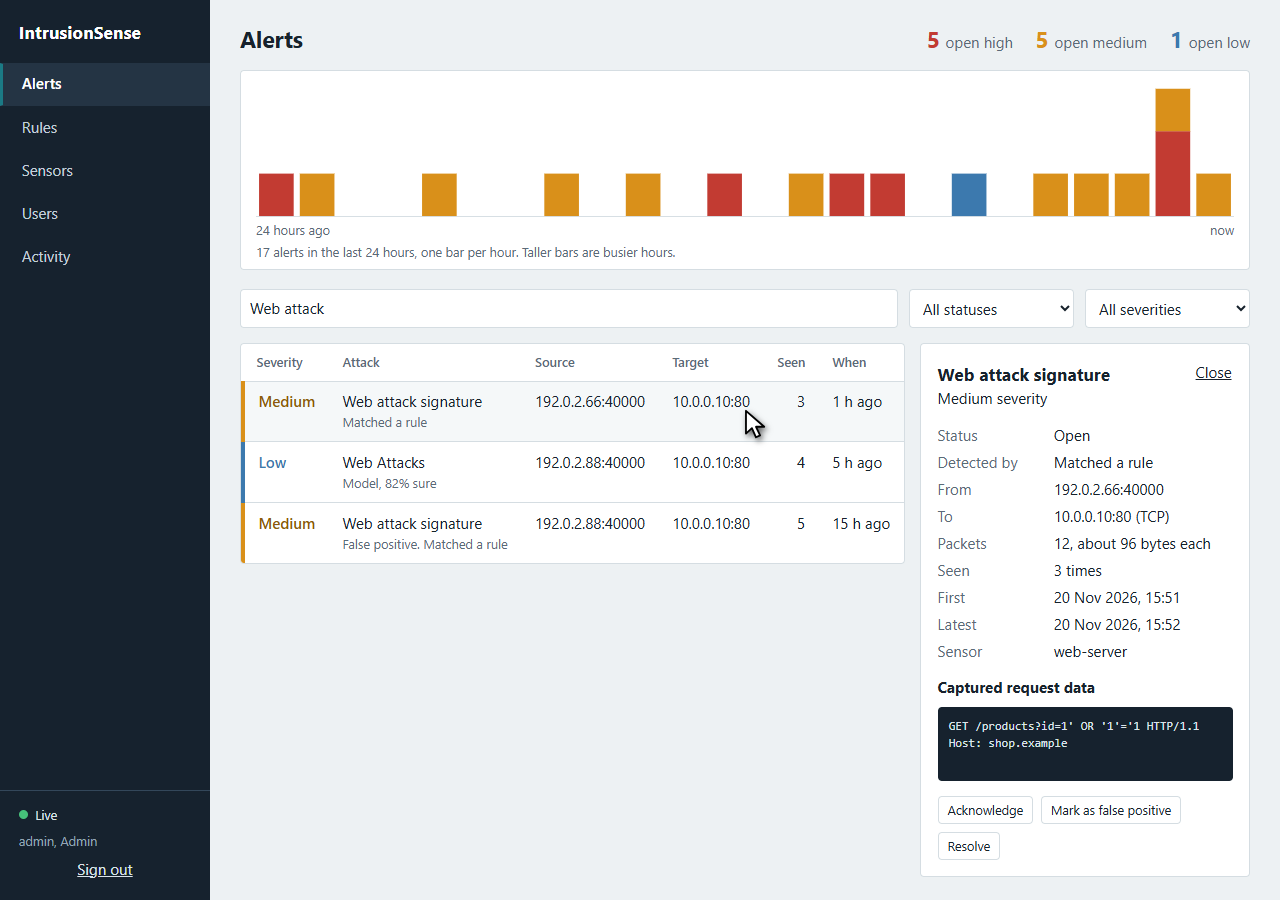 IntrusionSense
Alerts
Rules
Sensors
Users
Activity
Live
admin, Admin
Sign out
Alerts
5 open high 5 open medium 1 open low
24 hours ago now
17 alerts in the last 24 hours, one bar per hour. Taller bars are busier hours.
Web attack All statuses All severities
Severity Attack Source Target Seen When
Medium Web attack signature 192.0.2.66:40000 10.0.0.10:80 3 1 h ago
Matched a rule
Low Web Attacks 192.0.2.88:40000 10.0.0.10:80 4 5 h ago
Model, 82% sure
Medium Web attack signature 192.0.2.88:40000 10.0.0.10:80 5 15 h ago
False positive. Matched a rule
Web attack signature Close
Medium severity
Status Open
Detected by Matched a rule
From 192.0.2.66:40000
To 10.0.0.10:80 (TCP)
Packets 12, about 96 bytes each
Seen 3 times
First 20 Nov 2026, 15:51
Latest 20 Nov 2026, 15:52
Sensor web-server
Captured request data
GET /products?id=1' OR '1'='1 HTTP/1.1
Host: shop.example
Acknowledge Mark as false positive
Resolve